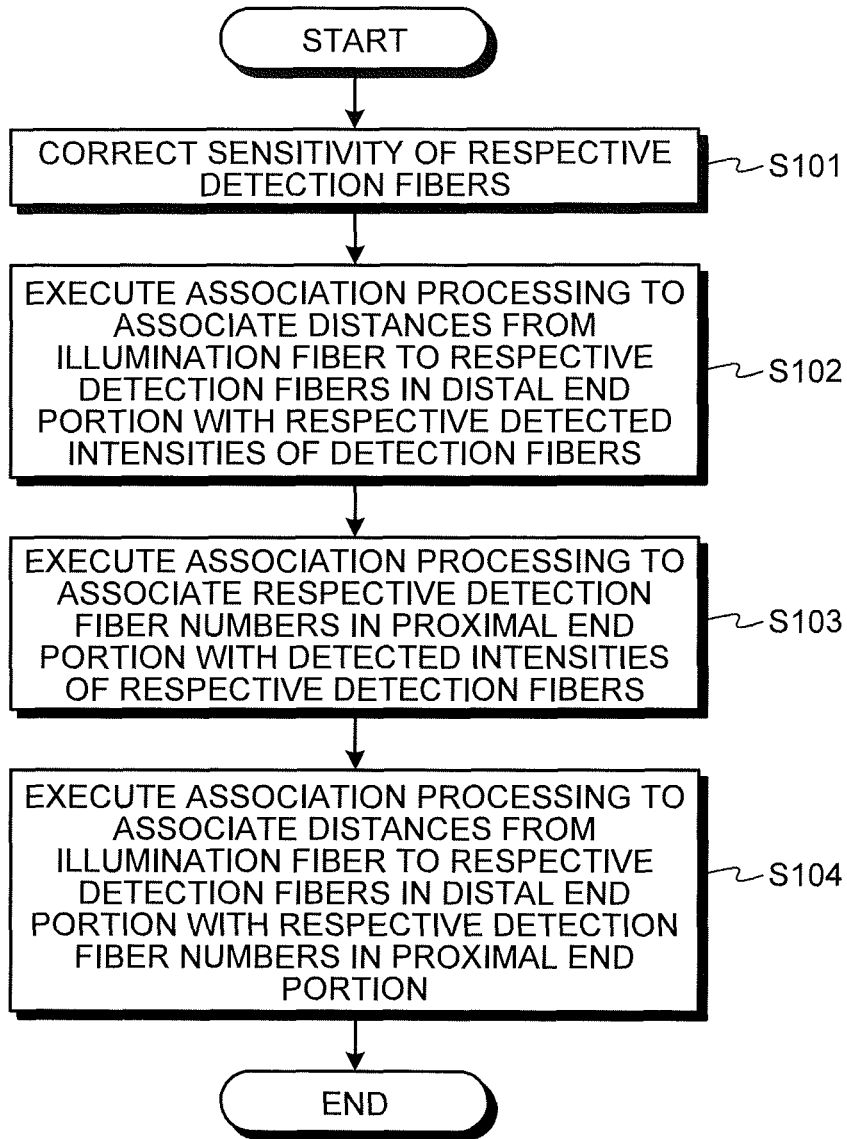 START
CORRECT SENSITIVITY OF RESPECTIVE
DETECTION FIBERS
S101
EXECUTE ASSOCIATION PROCESSING TO
ASSOCIATE DISTANCES FROM
ILLUMINATION FIBER TO RESPECTIVE
DETECTION FIBERS IN DISTAL END
PORTION WITH RESPECTIVE DETECTED
INTENSITIES OF DETECTION FIBERS
S102
EXECUTE ASSOCIATION PROCESSING TO
ASSOCIATE RESPECTIVE DETECTION
FIBER NUMBERS IN PROXIMAL END
PORTION WITH DETECTED INTENSITIES
OF RESPECTIVE DETECTION FIBERS
S103
EXECUTE ASSOCIATION PROCESSING TO
ASSOCIATE DISTANCES FROM
ILLUMINATION FIBER TO RESPECTIVE
DETECTION FIBERS IN DISTAL END
PORTION WITH RESPECTIVE DETECTION
FIBER NUMBERS IN PROXIMAL END
PORTION
S104
END